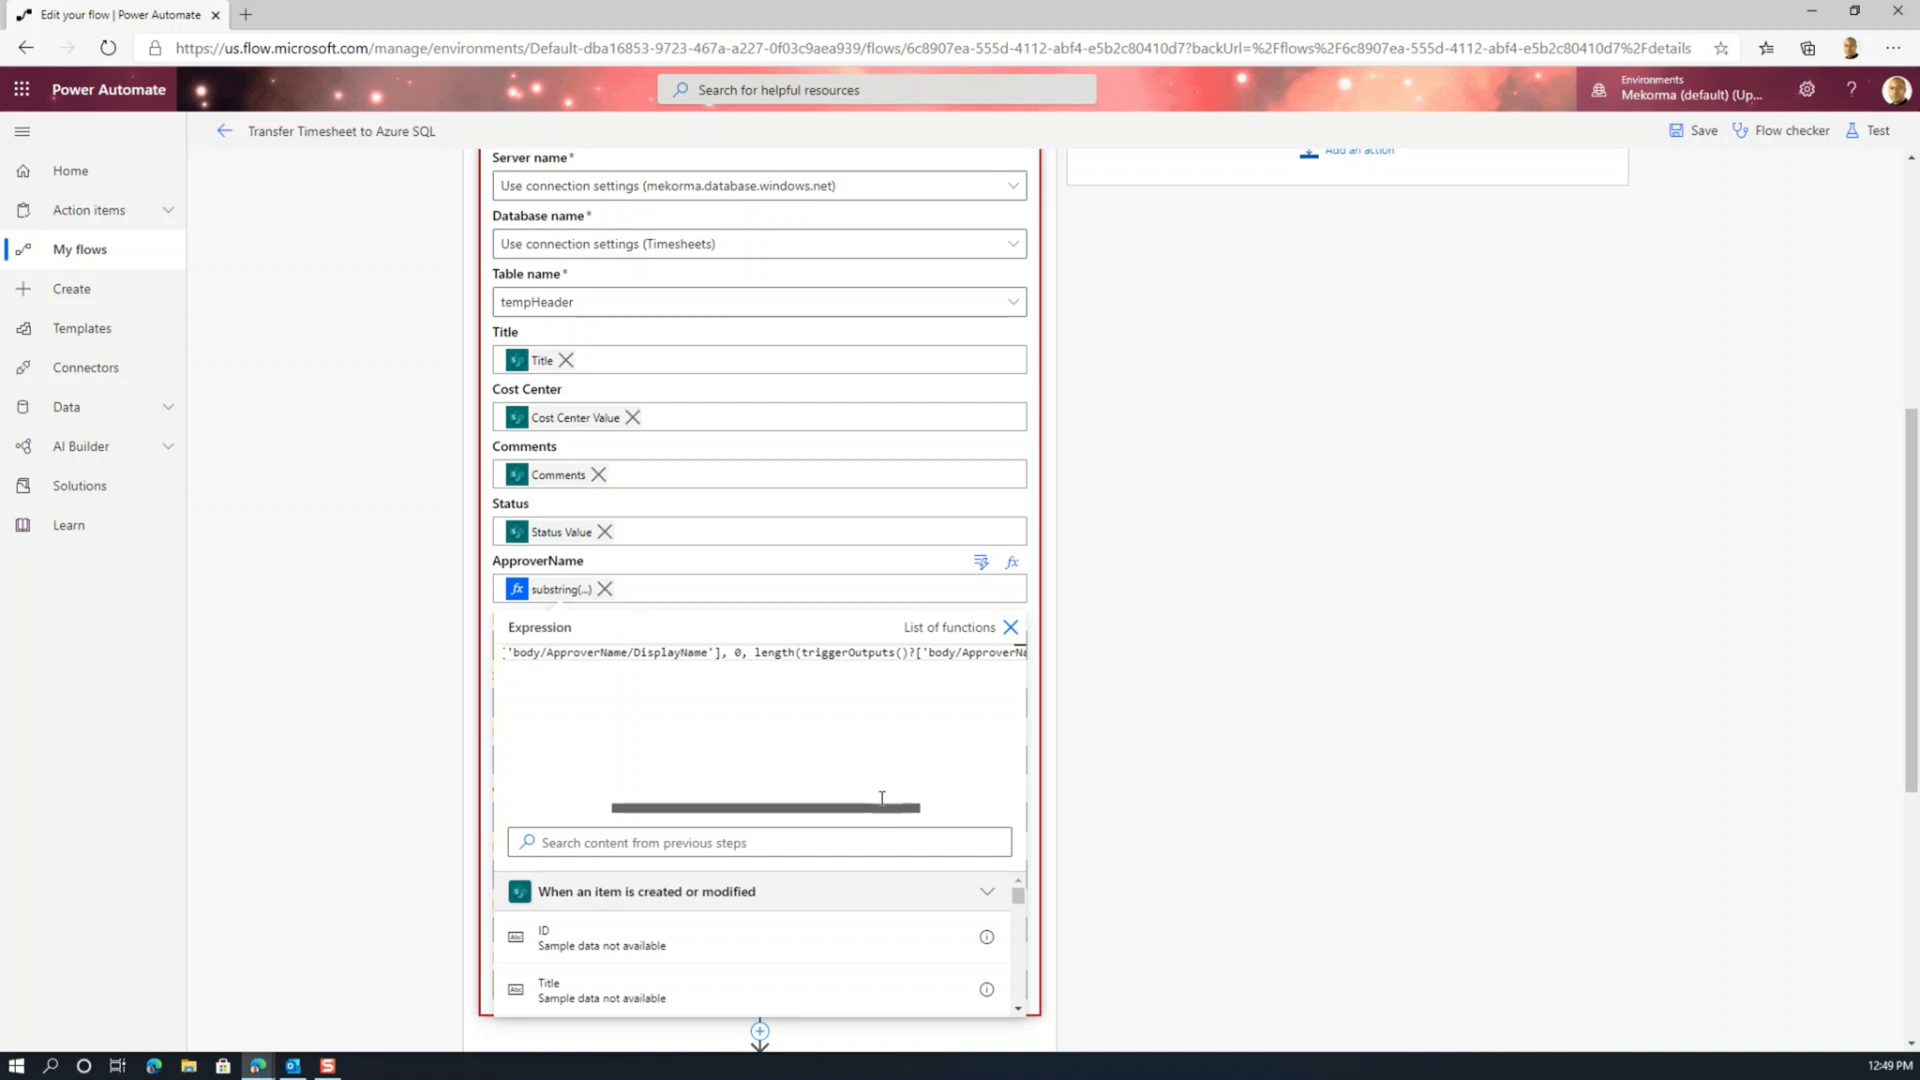 Edit your flow | Power Automate
https://us.flow.microsoft.com/manage/environments/Default-dba16853-9723-467a-a227-0f03c9aea939/flows/6c8907ea-555d-4112-abf4-e5b2c80410d7?backUrl=%2Fflows%2F6c8907ea-555d-4112-abf4-e5b2c80410d7%2Fdetails
Power Automate
Search for helpful resources
Environments
Mekorma (default) (Up...
Transfer Timesheet to Azure SQL
Save
Flow checker
Test
Home
Action items
My flows
Create
Templates
Connectors
Data
AI Builder
Solutions
Learn
Add an action
Server name*
Use connection settings (mekorma.database.windows.net)
Database name*
Use connection settings (Timesheets)
Table name*
tempHeader
Title
Title
Cost Center
Cost Center Value
Comments
Comments
Status
Status Value
ApproverName
fx
fx substring(...)
Expression
List of functions
['body/ApproverName/DisplayName'], 0, length(triggerOutputs()?['body/ApproverNa
Search content from previous steps
When an item is created or modified
Abc
ID
Sample data not available
Abc
Title
Sample data not available
12:49 PM